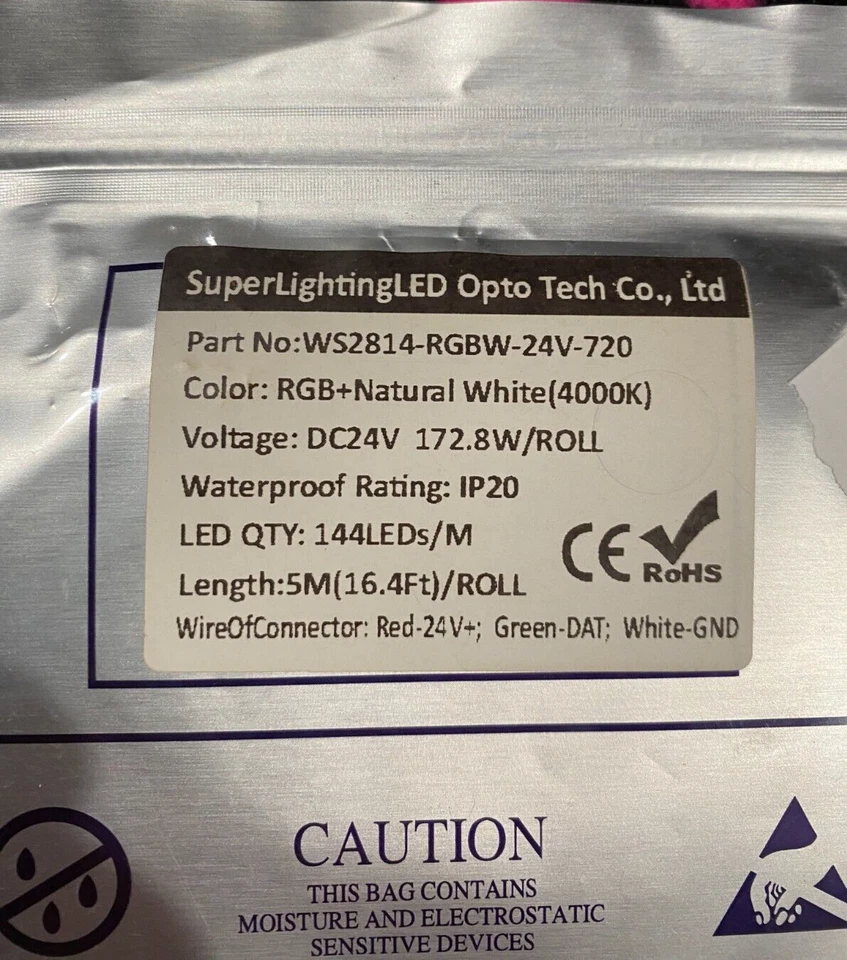 SuperLightingLED Opto Tech Co., Ltd
Part No:WS2814-RGBW-24V-720
Color: RGB+Natural White(4000K)
Voltage: DC24V 172.8W/ROLL
Waterproof Rating: IP20
LED QTY: 144LEDs/M
Length:5M(16.4Ft)/ROLL
CE RoHS
WireOfConnector: Red-24V+; Green-DAT; White-GND
CAUTION
THIS BAG CONTAINS
MOISTURE AND ELECTROSTATIC
SENSITIVE DEVICES